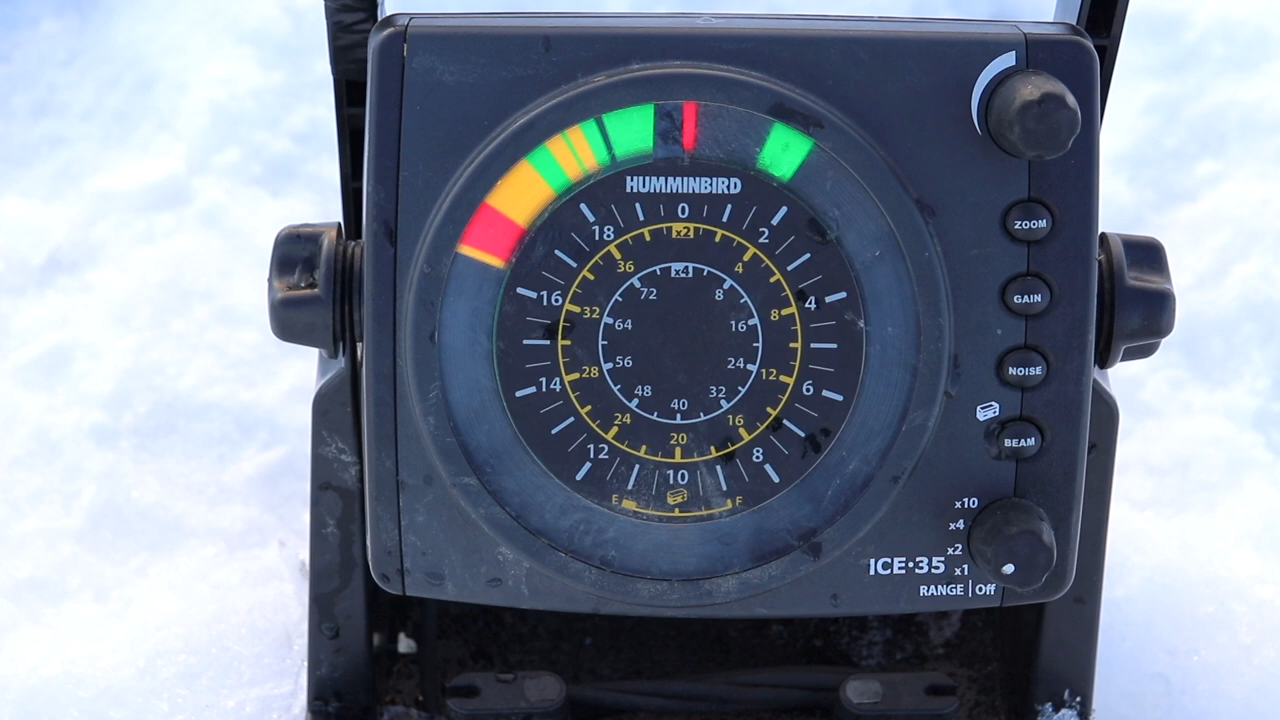 HUMMINBIRD
0
2
4
6
8
10
12
14
16
18
x2
4
8
12
16
20
24
28
32
36
x4
8
16
24
32
40
48
56
64
72
E F
ZOOM
GAIN
NOISE
BEAM
x10
x4
x2
x1
ICE·35
RANGE | Off